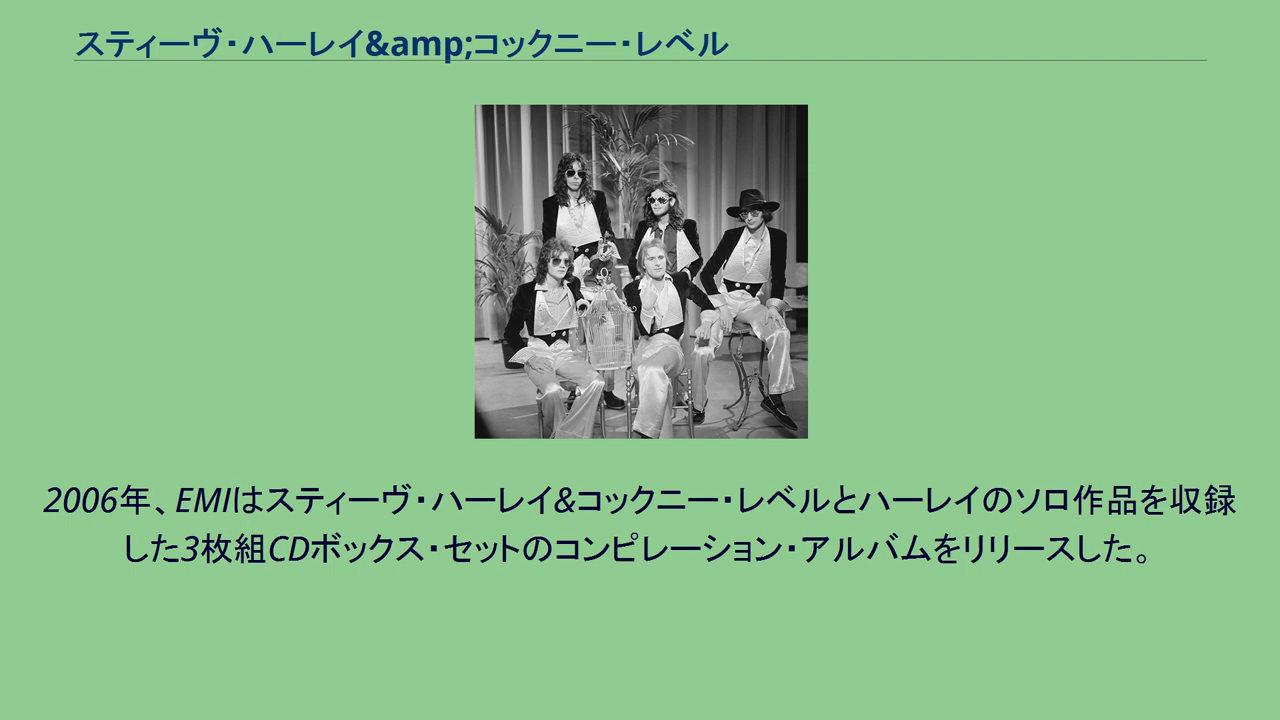 スティーヴ・ハーレイ&amp;コックニー・レベル
2006年、EMIはスティーヴ・ハーレイ&コックニー・レベルとハーレイのソロ作品を収録
した3枚組CDボックス・セットのコンピレーション・アルバムをリリースした。